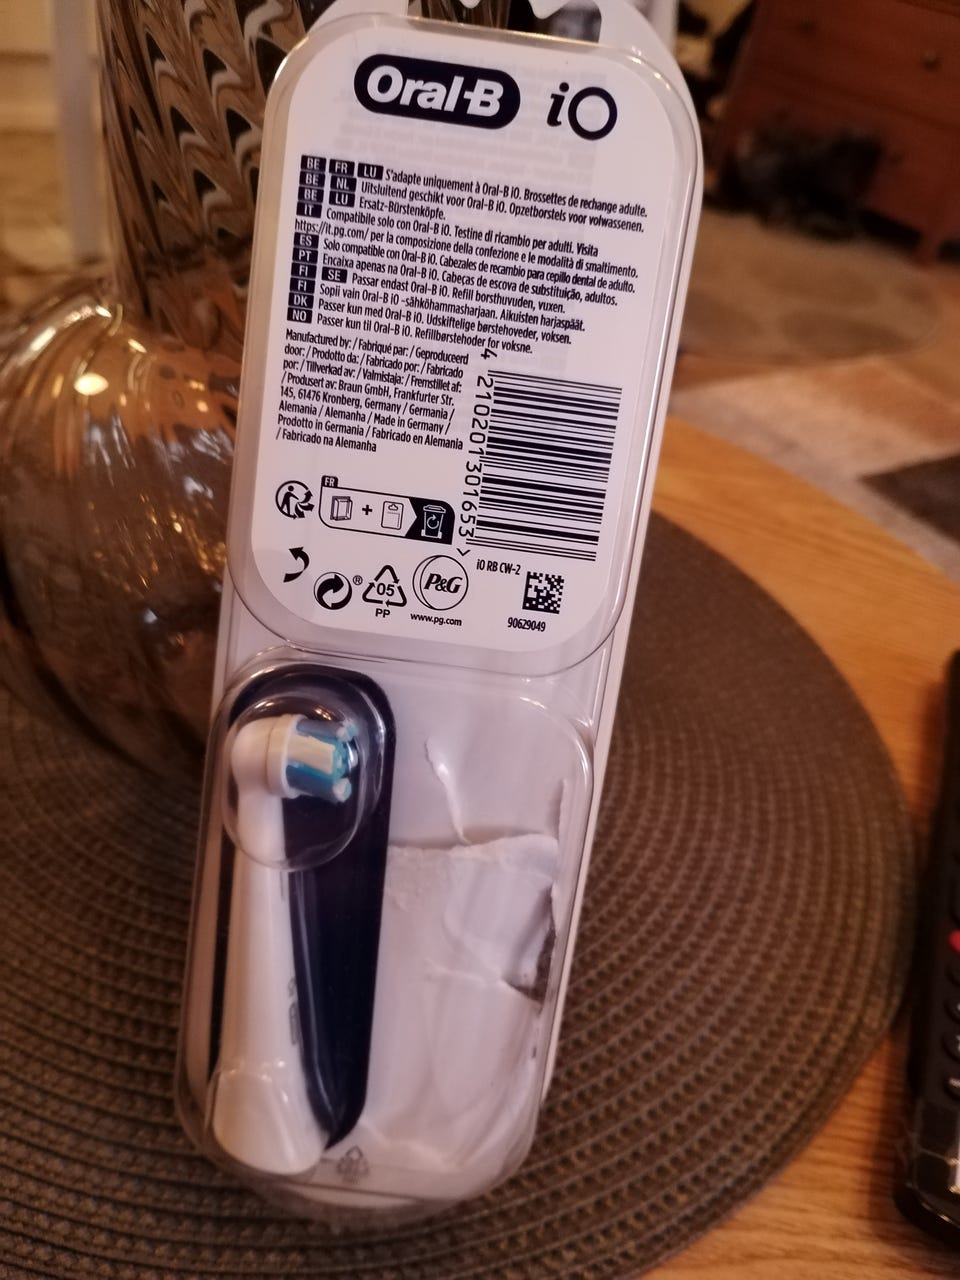 Oral-B iO
BE FR LU S'adapte uniquement à Oral-B iO. Brossettes de rechange adulte.
BE NL Uitsluitend geschikt voor Oral-B iO. Opzetborstels voor volwassenen.
BE LU Ersatz-Bürstenköpfe.
IT Compatibile solo con Oral-B iO. Testine di ricambio per adulti. Visita
https://it.pg.com/ per la composizione della confezione e le modalità di smaltimento.
ES Solo compatible con Oral-B iO. Cabezales de recambio para cepillo dental de adulto.
PT Encaixa apenas na Oral-B iO. Cabeças de escova de substituição, adultos.
FI SE Passar endast Oral-B iO. Refill borsthuvuden, vuxen.
FI Sopii vain Oral-B iO -sähköhammasharjaan. Aikuisten harjaspäät.
DK Passer kun med Oral-B iO. Udskiftelige børstehoveder, voksen.
NO Passer kun til Oral-B iO. Refillbørstehoder for voksne.
Manufactured by: / Fabriqué par: / Geproduceerd
door: / Prodotto da: / Fabricado por: / Fabricado
por: / Tillverkad av: / Valmistaja: / Fremstillet af:
/ Produsert av: Braun GmbH, Frankfurter Str.
145, 61476 Kronberg, Germany / Germania /
Alemania / Alemanha / Made in Germany /
Prodotto in Germania / Fabricado en Alemania
/ Fabricado na Alemanha
4 210201301653 >
FR
+
iO RB CW-2
®
05
PP
P&G
www.pg.com
90629049